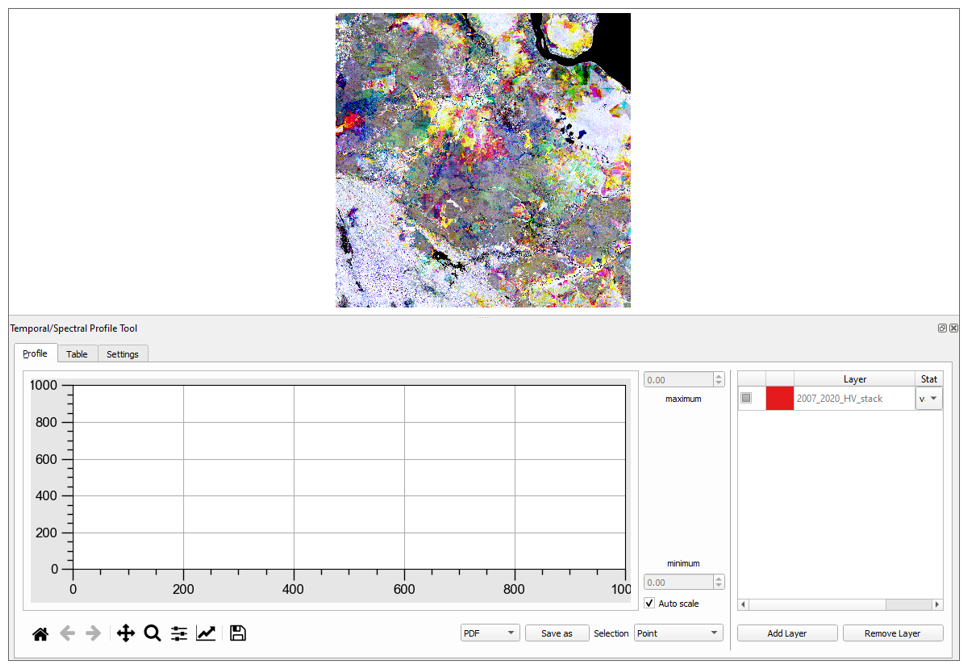 Temporal/Spectral Profile Tool
Profile
Table
Settings
1000
800
600
400
200
0
0
200
400
600
800
100
0.00
maximum
minimum
0.00
Auto scale
Layer
Stat
2007_2020_HV_stack
v
PDF
Save as
Selection
Point
Add Layer
Remove Layer